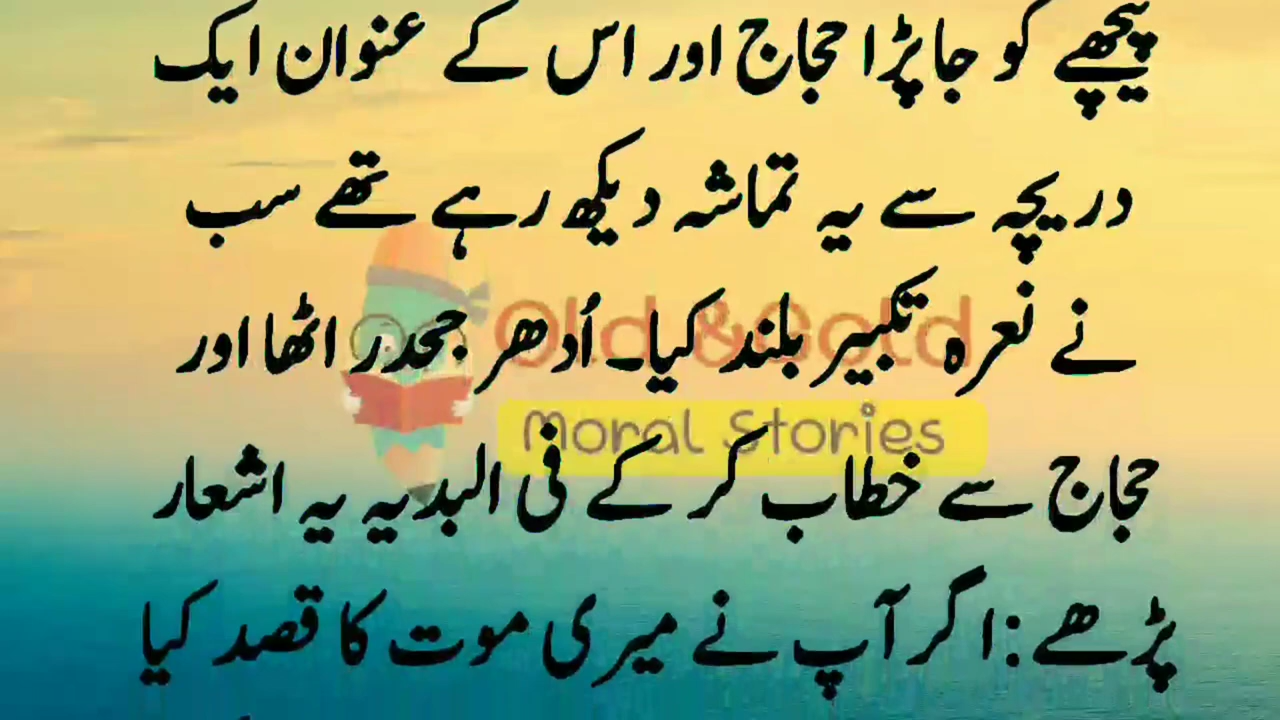 پیچھے کو جا پڑا حجاج اور اس کے عنوان ایک
دریچہ سے یہ تماشہ دیکھ رہے تھے سب
نے نعرہ تکبیر بلند کیا۔ اُدھر جحدر اٹھا اور
حجاج سے خطاب کر کے فی البدیہ یہ اشعار
پڑھے: اگر آپ نے میری موت کا قصد کیا
Old &Gold
Moral Stories